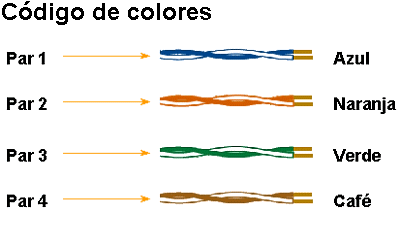 Código de colores
Par 1 Azul
Par 2 Naranja
Par 3 Verde
Par 4 Café